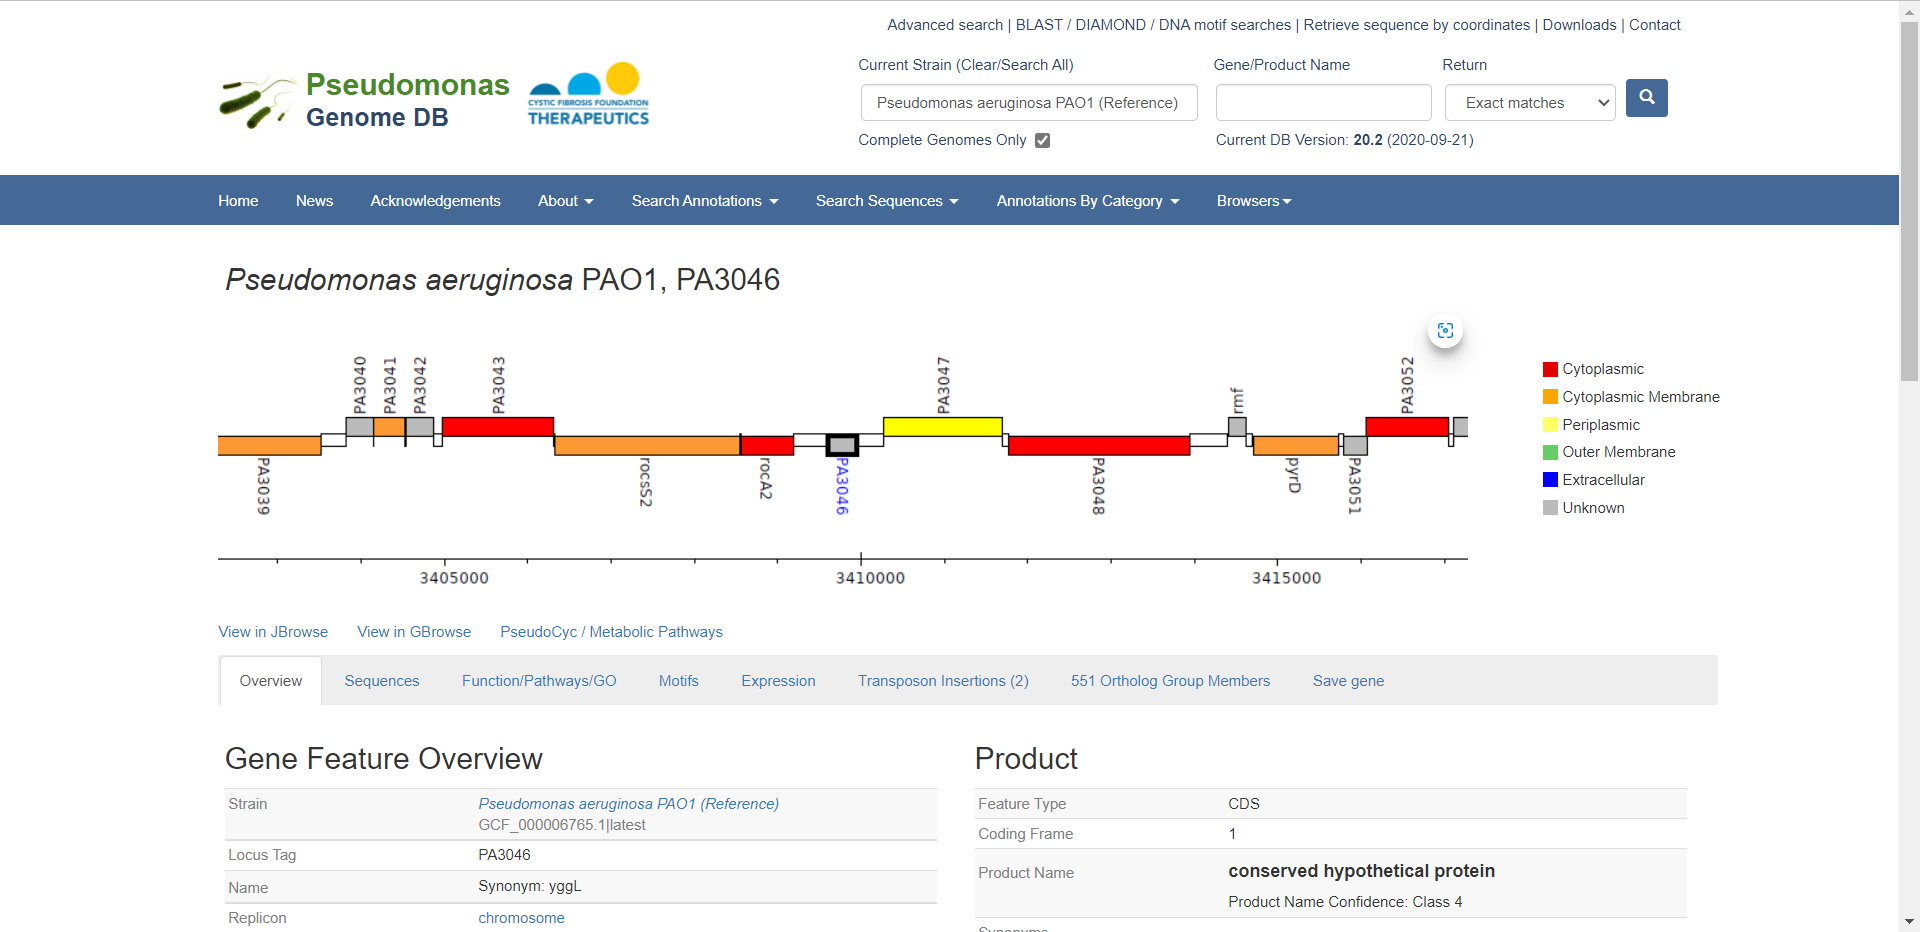 Advanced search | BLAST / DIAMOND / DNA motif searches | Retrieve sequence by coordinates | Downloads | Contact
Pseudomonas
Genome DB
CYSTIC FIBROSIS FOUNDATION
THERAPEUTICS
Current Strain (Clear/Search All)
Gene/Product Name
Return
Pseudomonas aeruginosa PAO1 (Reference)
Exact matches
Complete Genomes Only
Current DB Version: 20.2 (2020-09-21)
Home
News
Acknowledgements
About
Search Annotations
Search Sequences
Annotations By Category
Browsers
Pseudomonas aeruginosa PAO1, PA3046
PA3040
PA3041
PA3042
PA3043
PA3047
rmf
PA3052
PA3039
rocsS2
rocA2
PA3046
PA3048
pyrD
PA3051
3405000
3410000
3415000
Cytoplasmic
Cytoplasmic Membrane
Periplasmic
Outer Membrane
Extracellular
Unknown
View in JBrowse
View in GBrowse
PseudoCyc / Metabolic Pathways
Overview
Sequences
Function/Pathways/GO
Motifs
Expression
Transposon Insertions (2)
551 Ortholog Group Members
Save gene
Gene Feature Overview
Strain
Pseudomonas aeruginosa PAO1 (Reference)
GCF_000006765.1|latest
Locus Tag
PA3046
Name
Synonym: yggL
Replicon
chromosome
Product
Feature Type
CDS
Coding Frame
1
Product Name
conserved hypothetical protein
Product Name Confidence: Class 4
Synonyms